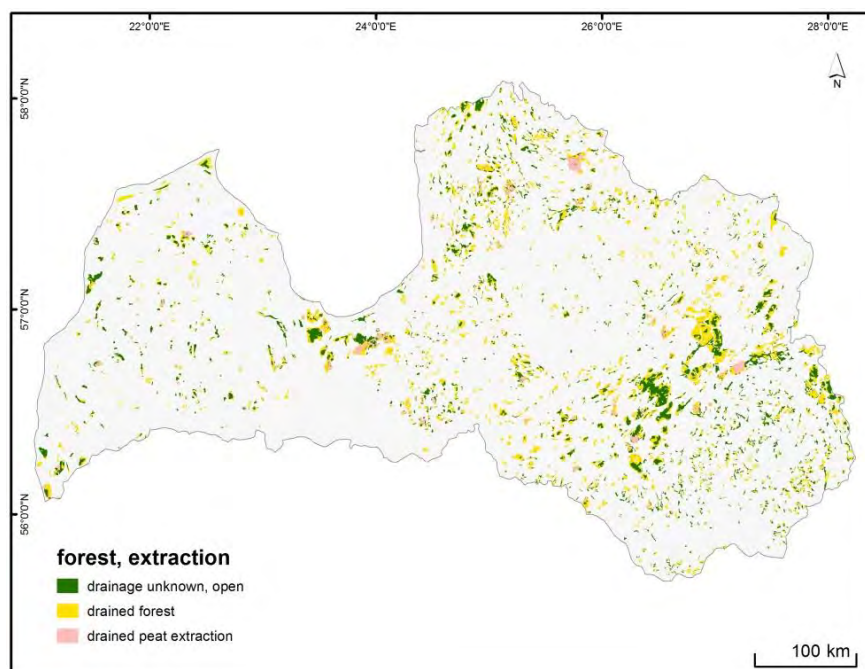 22°0'0"E
24°0'0"E
26°0'0"E
28°0'0"E
58°0'0"N
N
57°0'0"N
56°0'0"N
forest, extraction
drainage unknown, open
drained forest
drained peat extraction
100 km